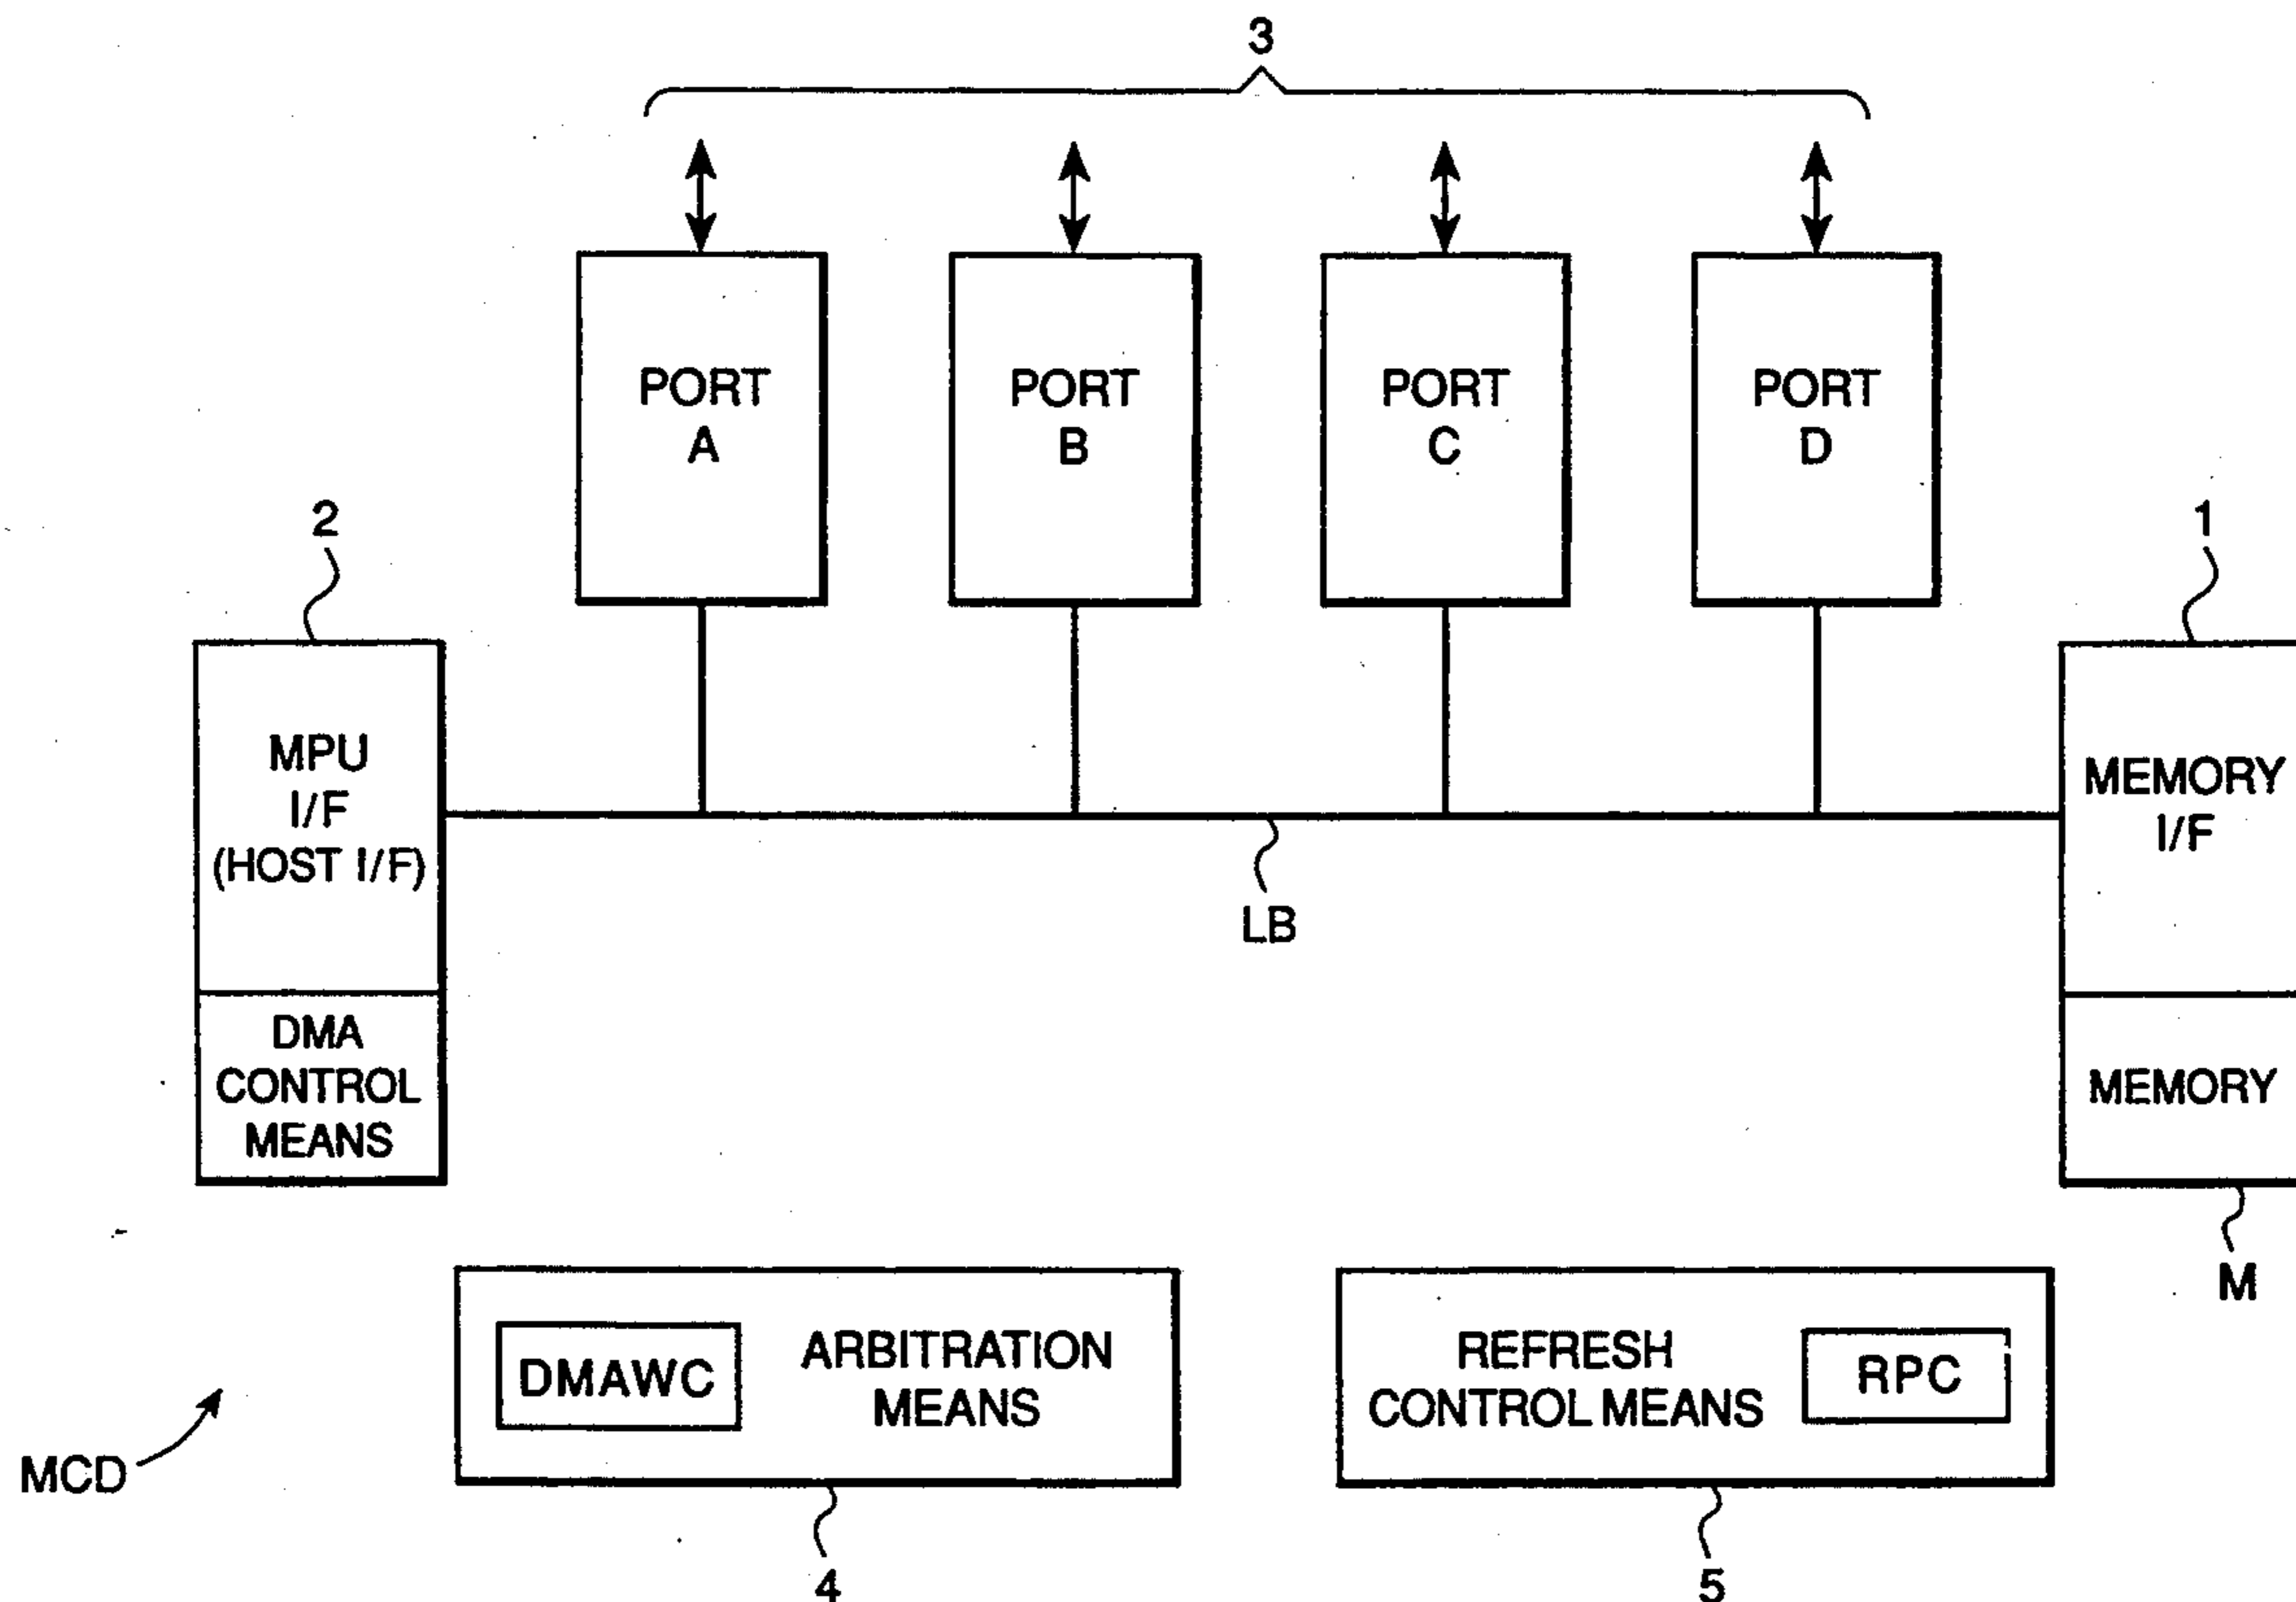 3
PORT
A
PORT
B
PORT
C
PORT
D
2
1
MPU
I/F
(HOST I/F)
MEMORY
I/F
LB
DMA
CONTROL
MEANS
MEMORY
M
DMAWC
ARBITRATION
MEANS
REFRESH
CONTROL MEANS
RPC
MCD
4
5